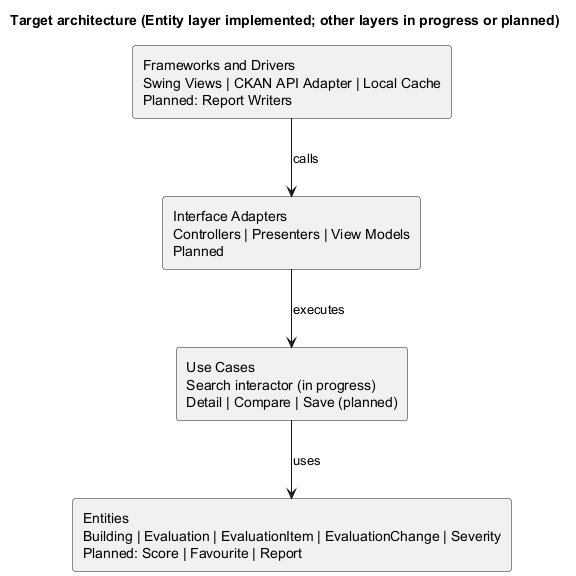 Target architecture (Entity layer implemented; other layers in progress or planned)
Frameworks and Drivers
Swing Views | CKAN API Adapter | Local Cache
Planned: Report Writers
calls
Interface Adapters
Controllers | Presenters | View Models
Planned
executes
Use Cases
Search interactor (in progress)
Detail | Compare | Save (planned)
uses
Entities
Building | Evaluation | EvaluationItem | EvaluationChange | Severity
Planned: Score | Favourite | Report